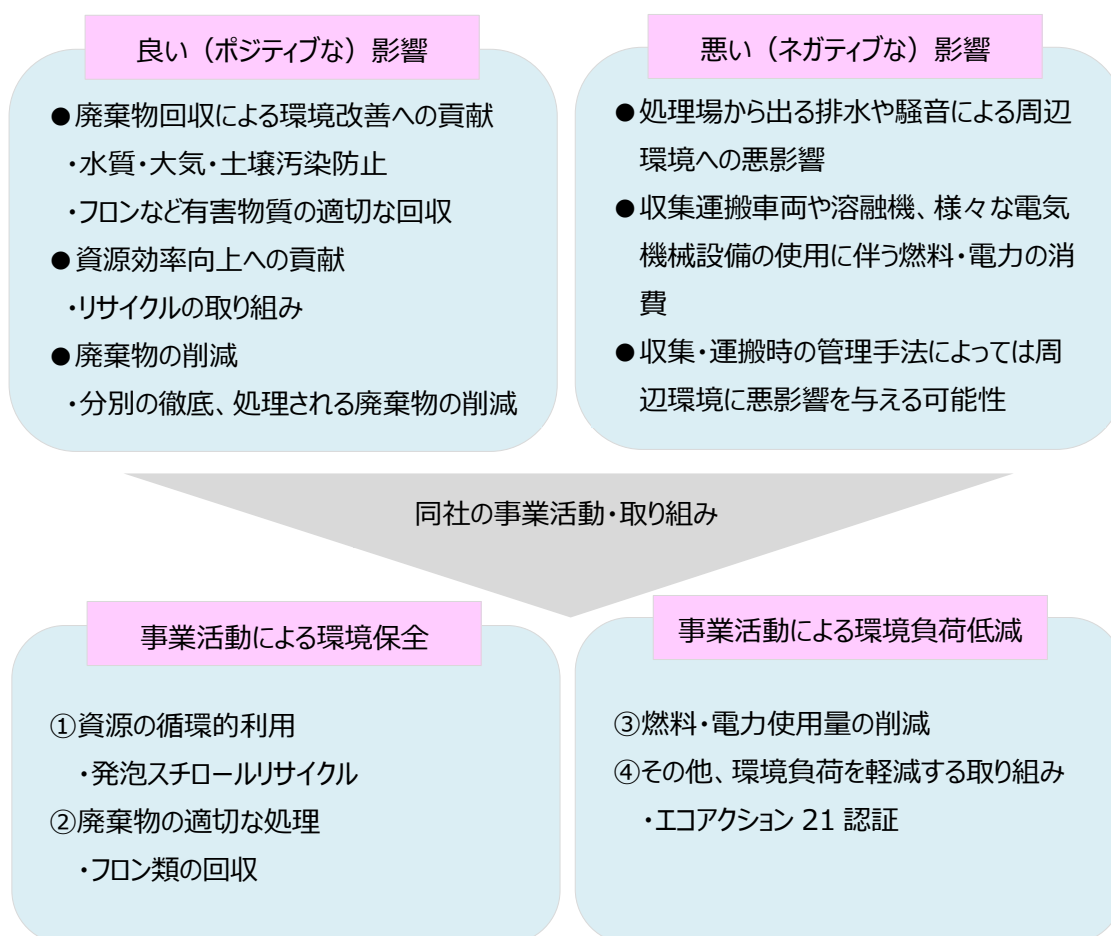 良い（ポジティブな）影響
●廃棄物回収による環境改善への貢献
・水質・大気・土壌汚染防止
・フロンなど有害物質の適切な回収
●資源効率向上への貢献
・リサイクルの取り組み
●廃棄物の削減
・分別の徹底、処理される廃棄物の削減
悪い（ネガティブな）影響
●処理場から出る排水や騒音による周辺
環境への悪影響
●収集運搬車両や溶融機、様々な電気
機械設備の使用に伴う燃料・電力の消
費
●収集・運搬時の管理手法によっては周
辺環境に悪影響を与える可能性
同社の事業活動・取り組み
事業活動による環境保全
①資源の循環的利用
・発泡スチロールリサイクル
②廃棄物の適切な処理
・フロン類の回収
事業活動による環境負荷低減
③燃料・電力使用量の削減
④その他、環境負荷を軽減する取り組み
・エコアクション 21 認証